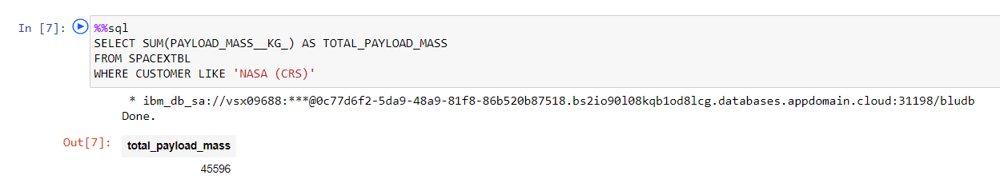 In [7]: %%sql
SELECT SUM(PAYLOAD_MASS__KG_) AS TOTAL_PAYLOAD_MASS
FROM SPACEXTBL
WHERE CUSTOMER LIKE 'NASA (CRS)'
* ibm_db_sa://vsx09688:***@0c77d6f2-5da9-48a9-81f8-86b520b87518.bs2io90l08kqb1od8lcg.databases.appdomain.cloud:31198/bludb
Done.
Out[7]: total_payload_mass
45596